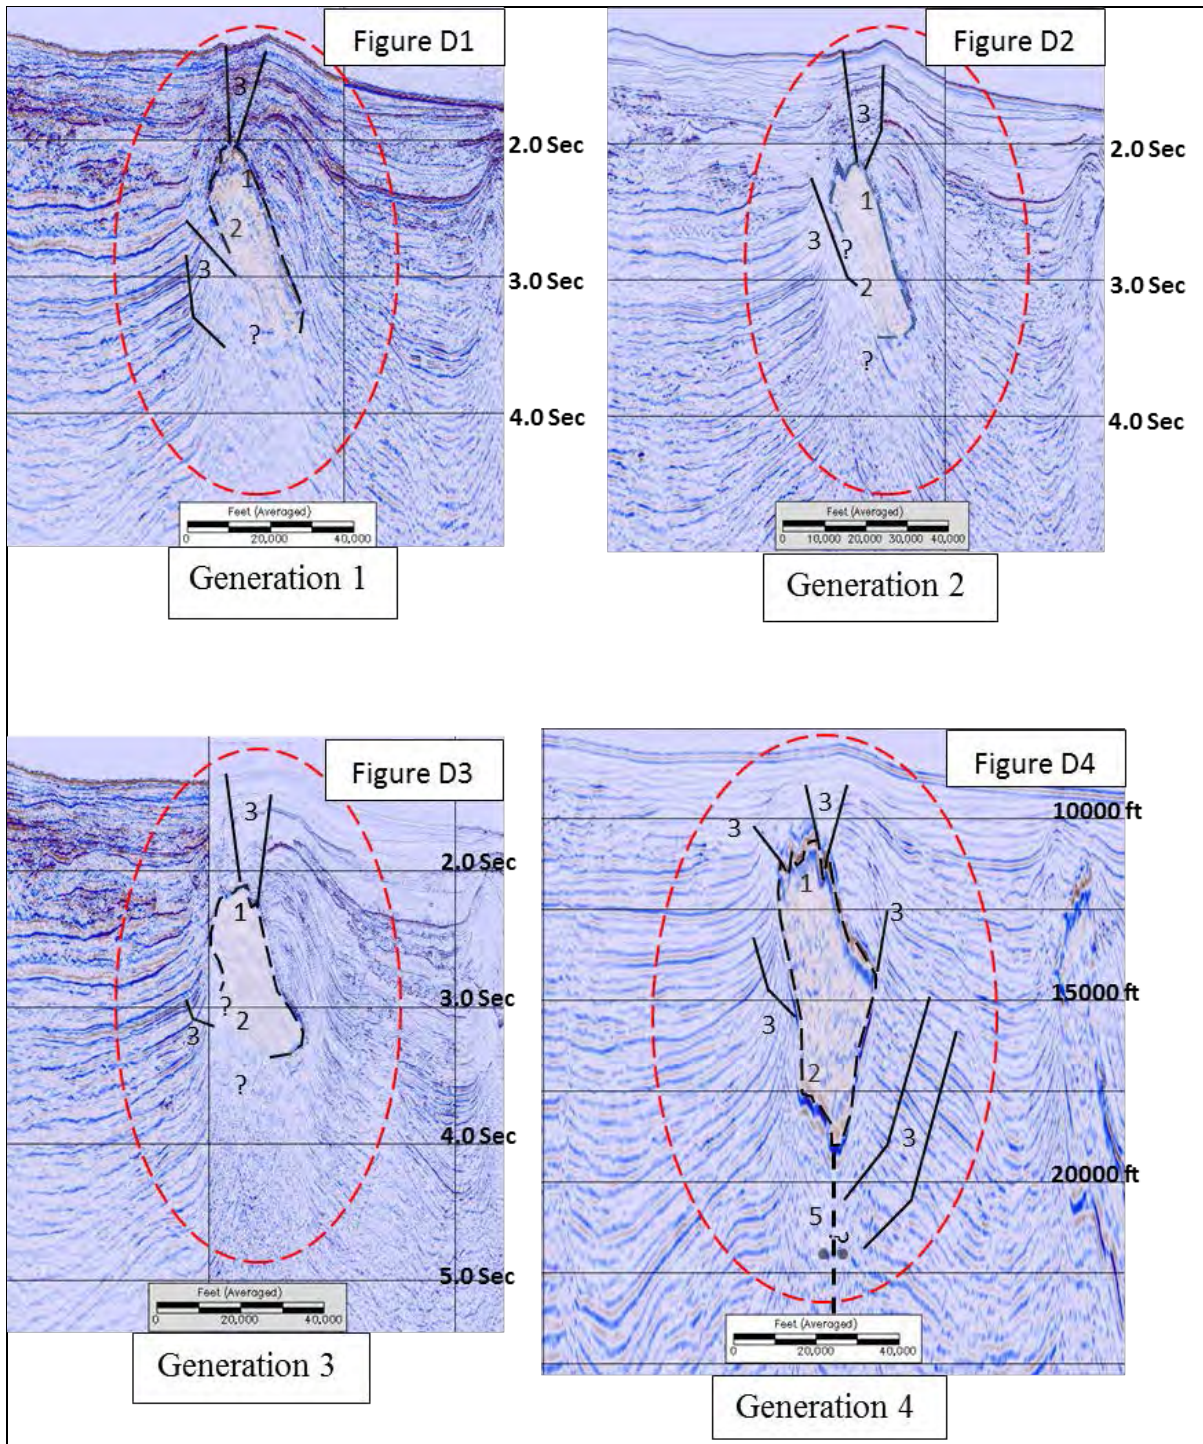 Figure D1
3
1
2
3
?
2.0 Sec
3.0 Sec
4.0 Sec
Feet (Averaged)
0 20,000 40,000
Generation 1
Figure D2
3
1
3
?
2
?
2.0 Sec
3.0 Sec
4.0 Sec
Feet (Averaged)
0 10,000 20,000 30,000 40,000
Generation 2
Figure D3
3
1
?
2
3
?
2.0 Sec
3.0 Sec
4.0 Sec
5.0 Sec
Feet (Averaged)
0 20,000 40,000
Generation 3
Figure D4
3
3
1
3
3
2
3
5
?
10000 ft
15000 ft
20000 ft
Feet (Averaged)
0 20,000 40,000
Generation 4